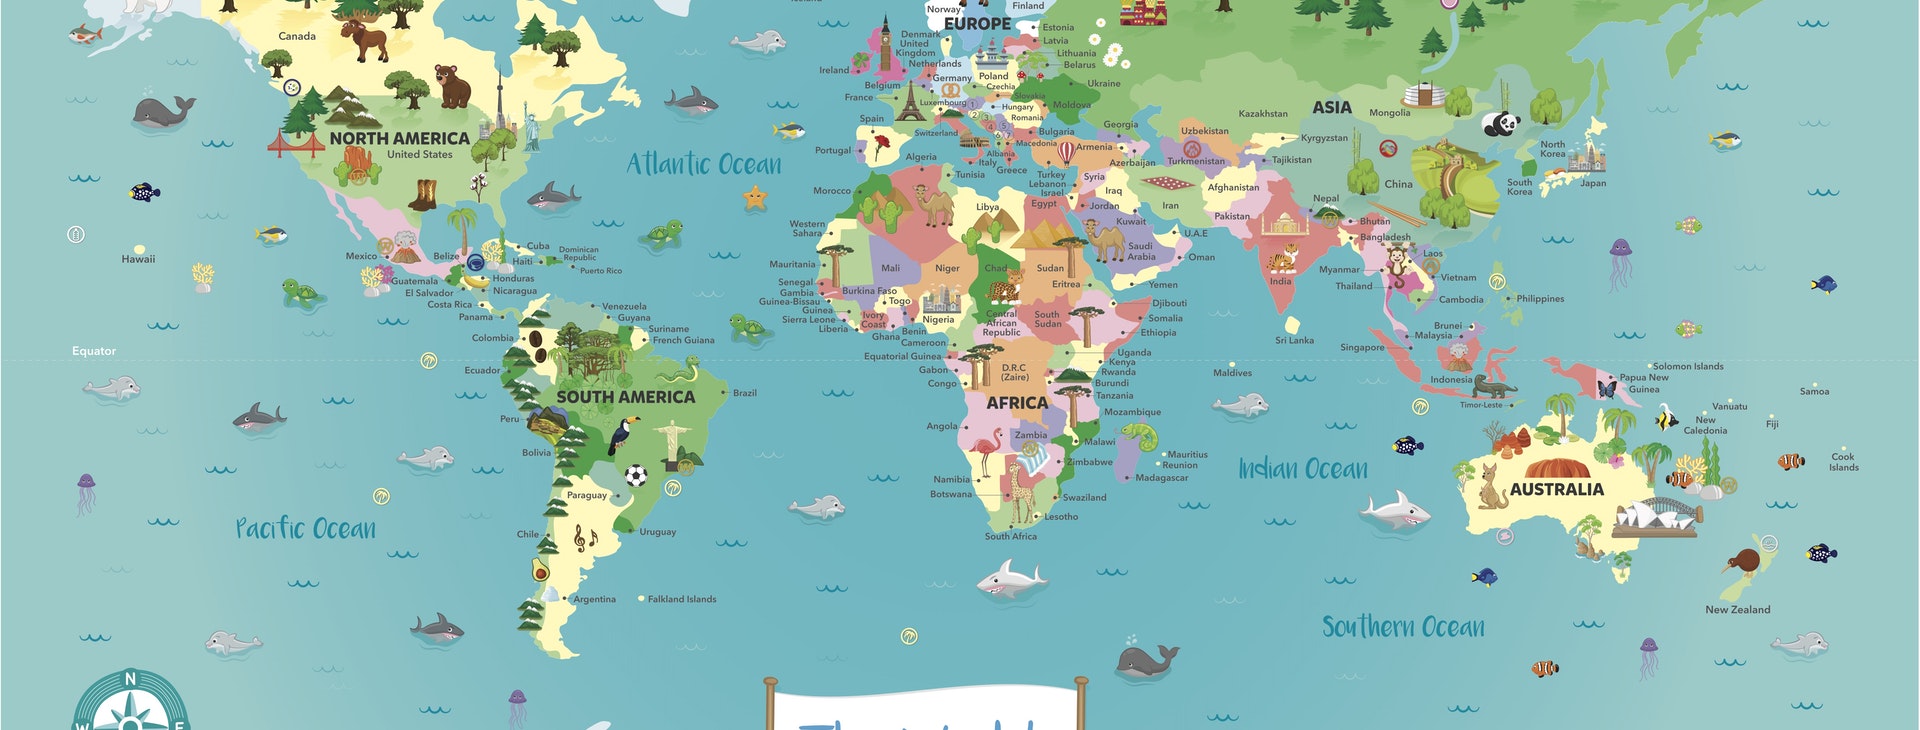 Iceland
Canada
NORTH AMERICA
United States
Hawaii
Mexico
Belize
Guatemala
El Salvador
Honduras
Nicaragua
Costa Rica
Panama
Cuba
Haiti
Dominican
Republic
Puerto Rico
Equator
Atlantic Ocean
Pacific Ocean
Colombia
Venezuela
Guyana
Suriname
French Guiana
Ecuador
SOUTH AMERICA
Brazil
Peru
Bolivia
Paraguay
Chile
Uruguay
Argentina
Falkland Islands
Norway
Finland
EUROPE
Denmark
United
Kingdom
Ireland
Netherlands
Belgium
Germany
France
Luxembourg
Estonia
Latvia
Lithuania
Belarus
Poland
Czechia
Slovakia
Ukraine
Moldova
Hungary
Romania
Spain
Portugal
Switzerland
Bulgaria
Macedonia
Albania
Italy
Greece
Georgia
Armenia
Azerbaijan
Turkey
Lebanon
Israel
Syria
Iraq
Jordan
Kuwait
Iran
Saudi
Arabia
U.A.E
Oman
Yemen
ASIA
Kazakhstan
Uzbekistan
Turkmenistan
Kyrgyzstan
Tajikistan
Afghanistan
Pakistan
Mongolia
China
North
Korea
South
Korea
Japan
Nepal
Bhutan
Bangladesh
India
Sri Lanka
Maldives
Myanmar
Thailand
Laos
Vietnam
Cambodia
Philippines
Brunei
Malaysia
Singapore
Indonesia
Timor-Leste
Papua New
Guinea
Solomon Islands
Samoa
Vanuatu
New
Caledonia
Fiji
Cook
Islands
AUSTRALIA
New Zealand
Indian Ocean
Southern Ocean
Algeria
Tunisia
Morocco
Western
Sahara
Libya
Egypt
Mauritania
Mali
Niger
Chad
Sudan
Eritrea
Senegal
Gambia
Guinea-Bissau
Guinea
Sierra Leone
Liberia
Burkina Faso
Ivory
Coast
Togo
Ghana
Benin
Nigeria
Cameroon
Central
African
Republic
South
Sudan
Djibouti
Somalia
Ethiopia
Equatorial Guinea
Gabon
Congo
D.R.C
(Zaire)
Uganda
Kenya
Rwanda
Burundi
Tanzania
AFRICA
Angola
Zambia
Mozambique
Malawi
Zimbabwe
Mauritius
Reunion
Madagascar
Namibia
Botswana
Swaziland
Lesotho
South Africa
N
W
E